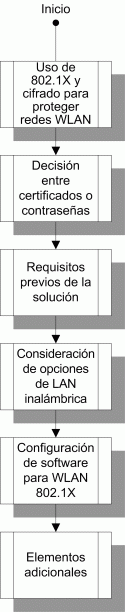 Inicio
Uso de
802.1X y
cifrado para
proteger
redes WLAN
Decisión
entre
certificados o
contraseñas
Requisitos
previos de la
solución
Consideración
de opciones
de LAN
inalámbrica
Configuración
de software
para WLAN
802.1X
Elementos
adicionales